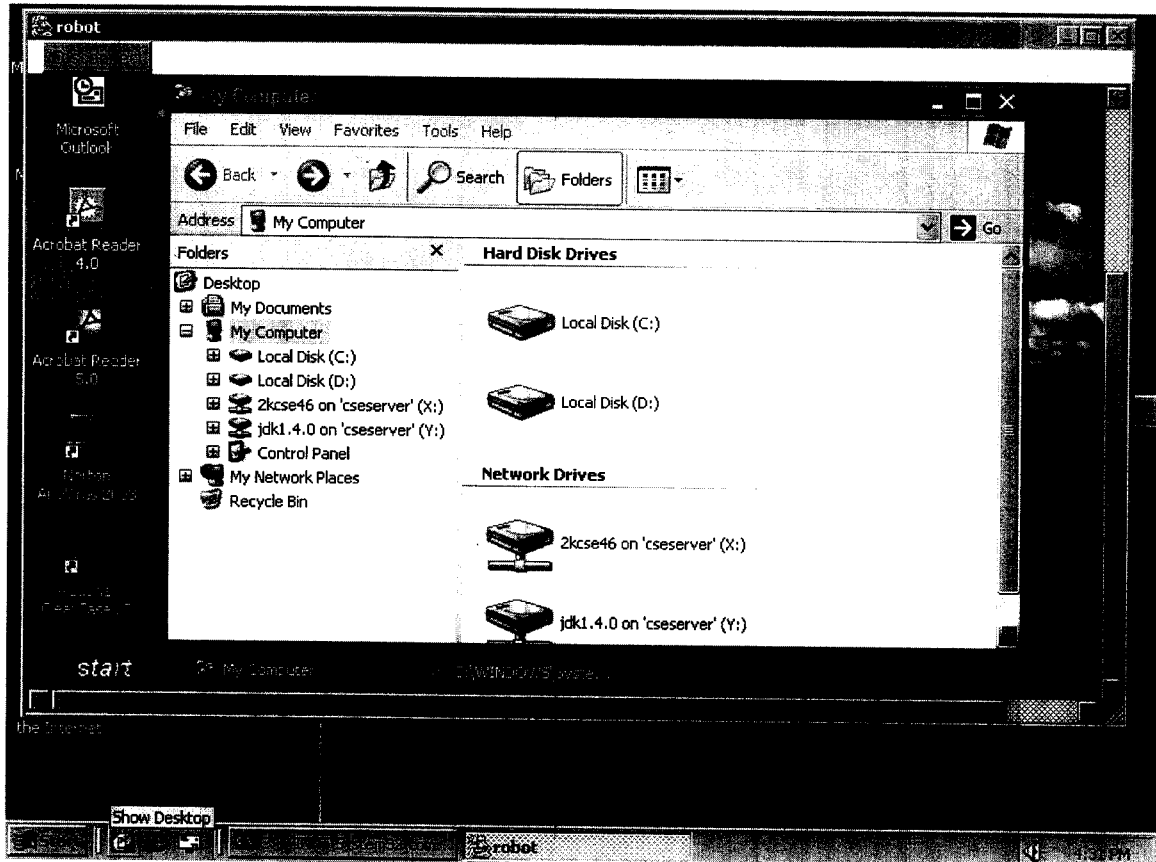 robot
My Computer
Microsoft
Outlook
File Edit View Favorites Tools Help
Back Search Folders
Address My Computer Go
Acrobat Reader
4.0
Folders
Hard Disk Drives
Desktop
My Documents
My Computer
Local Disk (C:)
Local Disk (D:)
2kcse46 on 'cseserver' (X:)
jdk1.4.0 on 'cseserver' (Y:)
Control Panel
My Network Places
Recycle Bin
Local Disk (C:)
Local Disk (D:)
Network Drives
2kcse46 on 'cseserver' (X:)
jdk1.4.0 on 'cseserver' (Y:)
Acrobat Reader
5.0
start My Computer
the Internet
Show Desktop
robot